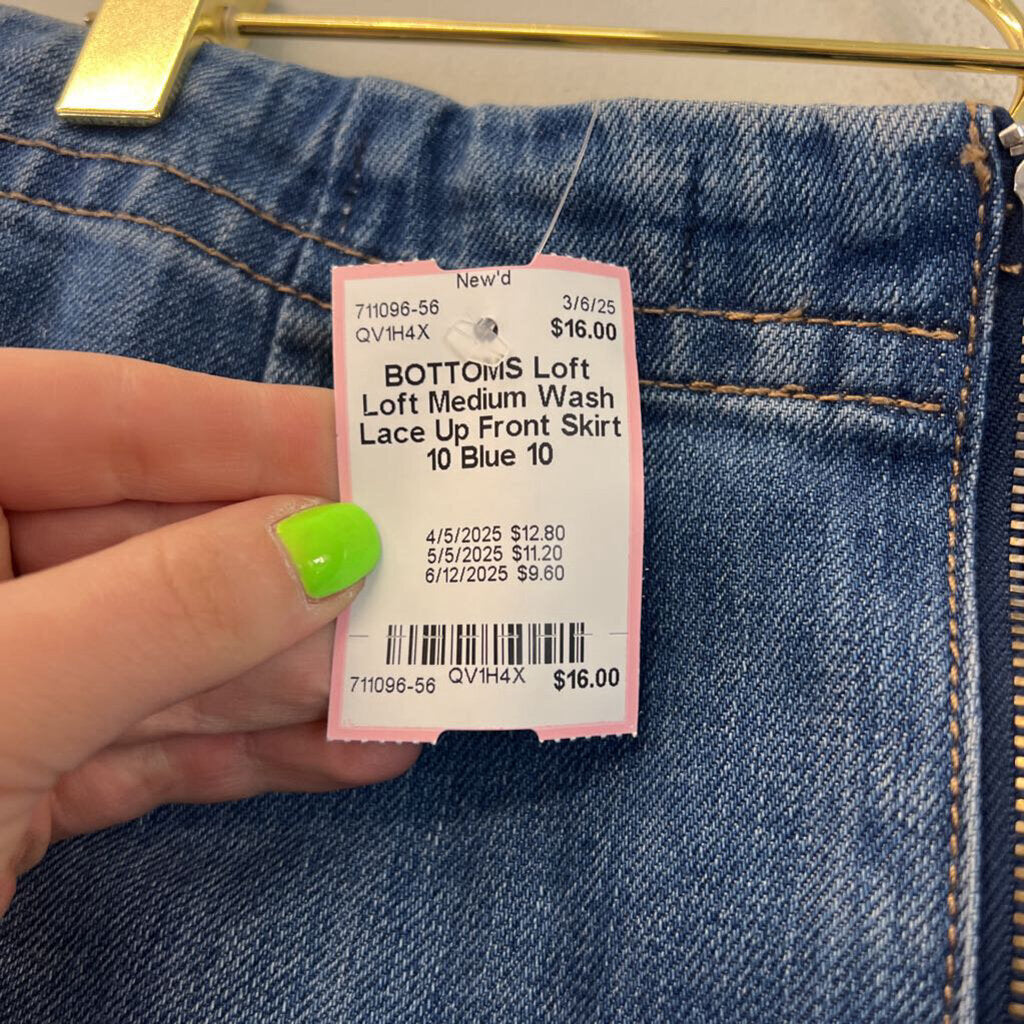 New'd
711096-56 3/6/25
QV1H4X $16.00
BOTTOMS Loft
Loft Medium Wash
Lace Up Front Skirt
10 Blue 10
4/5/2025 $12.80
5/5/2025 $11.20
6/12/2025 $9.60
711096-56 QV1H4X $16.00